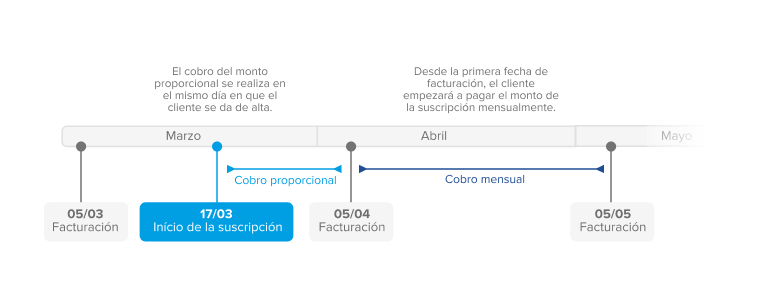 El cobro del monto
proporcional se realiza en
el mismo día en que el
cliente se da de alta.
Desde la primera fecha de
facturación, el cliente
empezará a pagar el monto de
la suscripción mensualmente.
Marzo
Abril
Mayo
Cobro proporcional
Cobro mensual
05/03
Facturación
17/03
Início de la suscripción
05/04
Facturación
05/05
Facturación